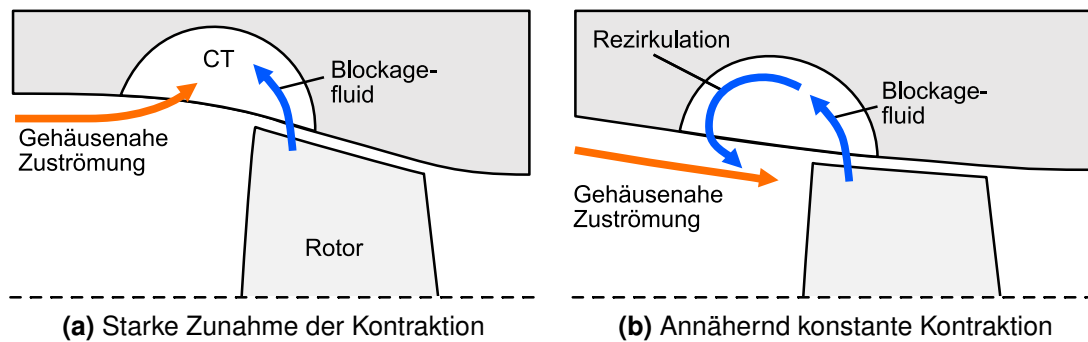 CT
Blockage-
fluid
Gehäusenahe
Zuströmung
Rotor
(a) Starke Zunahme der Kontraktion
Rezirkulation
Blockage-
fluid
Gehäusenahe
Zuströmung
(b) Annähernd konstante Kontraktion